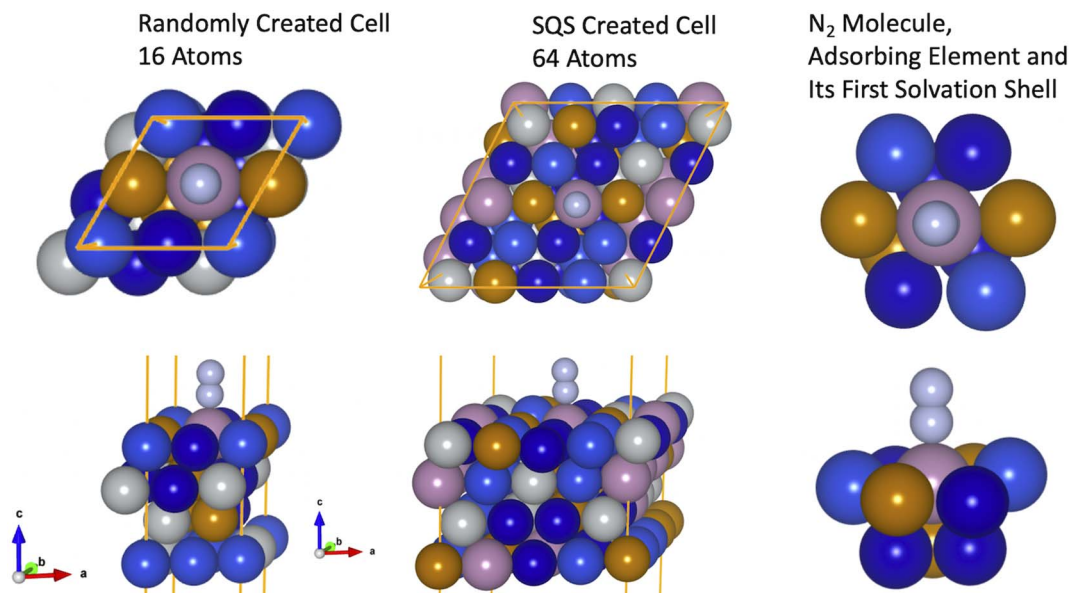 Randomly Created Cell
16 Atoms
SQS Created Cell
64 Atoms
N₂ Molecule,
Adsorbing Element and
Its First Solvation Shell
c
b
a
c
b
a